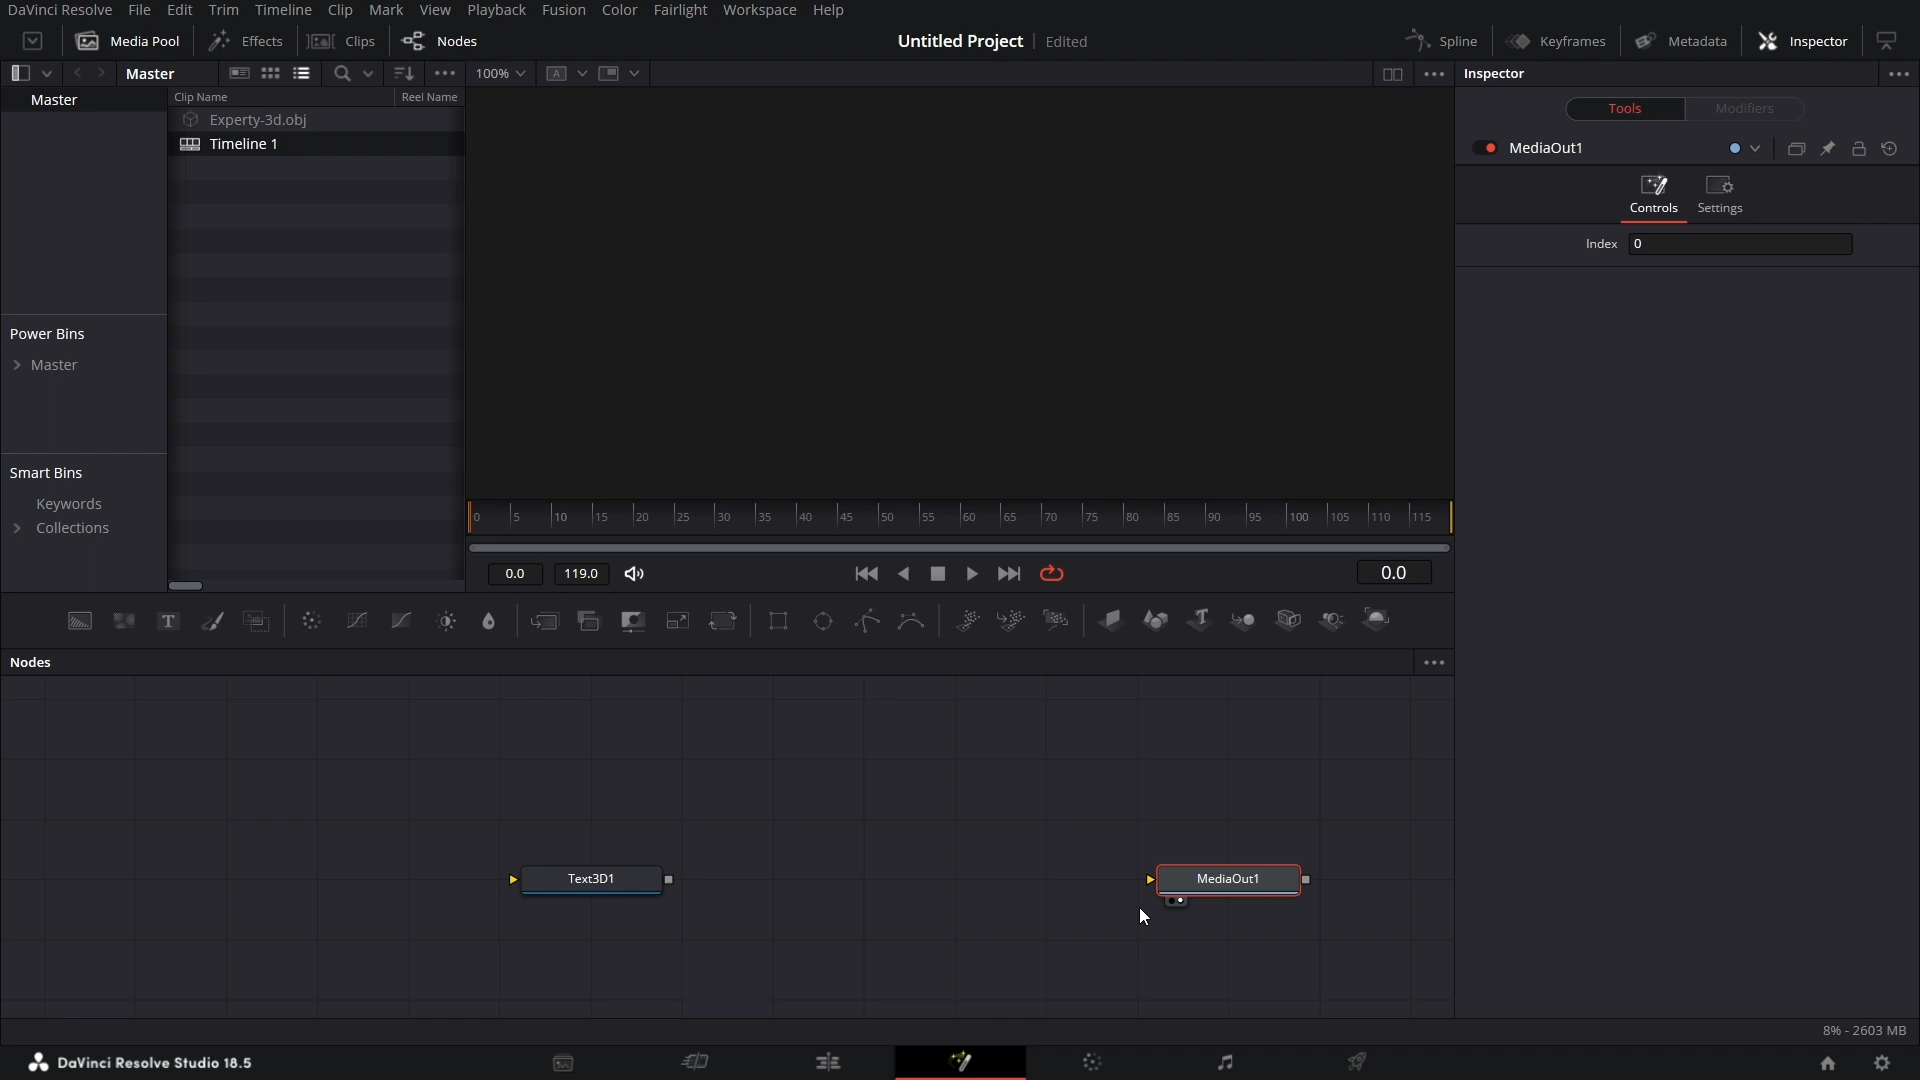 DaVinci Resolve File Edit Trim Timeline Clip Mark View Playback Fusion Color Fairlight Workspace Help
Media Pool Effects Clips Nodes Untitled Project Edited Spline Keyframes Metadata Inspector
Master 100% A Inspector
Master Clip Name Reel Name
Tools Modifiers
Experty-3d.obj
Timeline 1
MediaOut1
Controls Settings
Index 0
Power Bins
Master
Smart Bins
Keywords
Collections
0 5 10 15 20 25 30 35 40 45 50 55 60 65 70 75 80 85 90 95 100 105 110 115
0.0 119.0 0.0
T T
Nodes
Text3D1 MediaOut1
8% - 2603 MB
DaVinci Resolve Studio 18.5